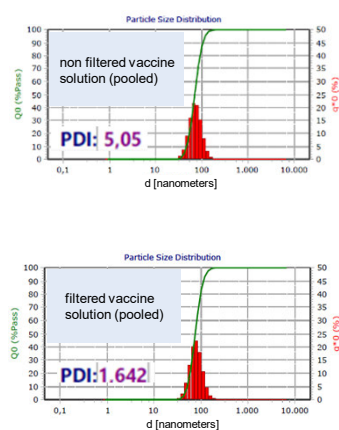 Particle Size Distribution
Q0 (%Pass)
100
90
80
70
60
50
40
30
20
10
0
non filtered vaccine
solution (pooled)
PDI: 5,05
50
45
40
35
30
25
20
15
10
5
0
q*0 (%)
0,1 1 10 100 1.000 10.000
d [nanometers]
Particle Size Distribution
Q0 (%Pass)
100
90
80
70
60
50
40
30
20
10
0
filtered vaccine
solution (pooled)
PDI:1.642
50
45
40
35
30
25
20
15
10
5
0
q*0 (%)
0,1 1 10 100 1.000 10.000
d [nanometers]